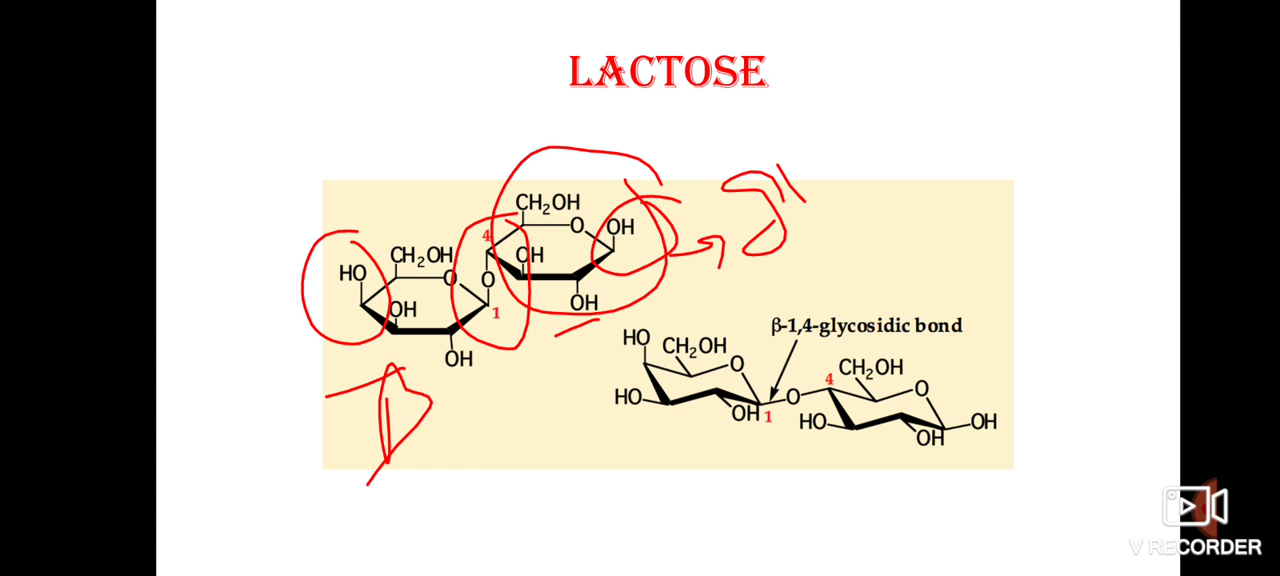 LACTOSE
CH₂OH
O
OH
4
OH
CH₂OH
HO
O
O
OH
1
OH
OH
β-1,4-glycosidic bond
HO
CH₂OH
O
HO
OH
1
O
4
CH₂OH
O
HO
OH
OH
V RECORDER